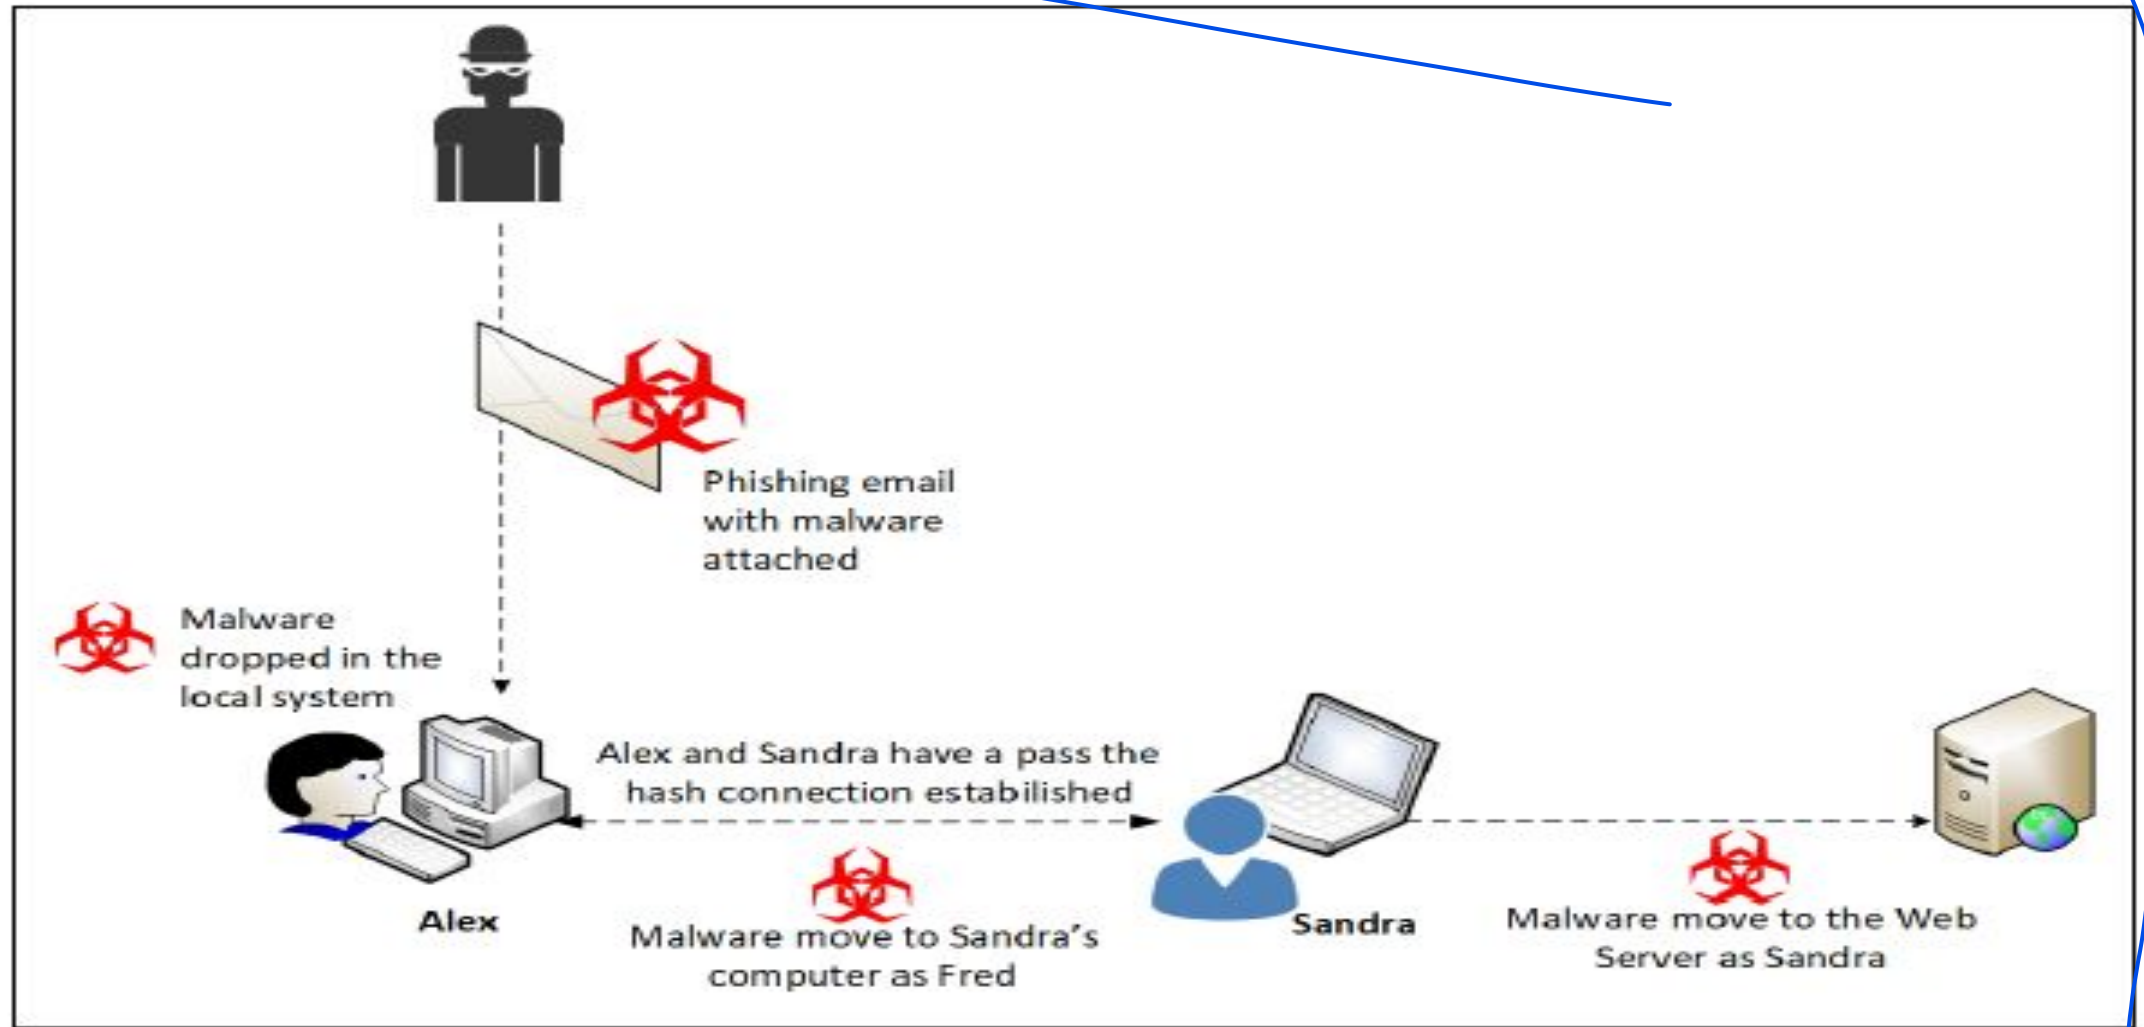 Phishing email
with malware
attached
Malware
dropped in the
local system
Alex and Sandra have a pass the
hash connection estabilished
Alex
Malware move to Sandra's
computer as Fred
Sandra
Malware move to the Web
Server as Sandra